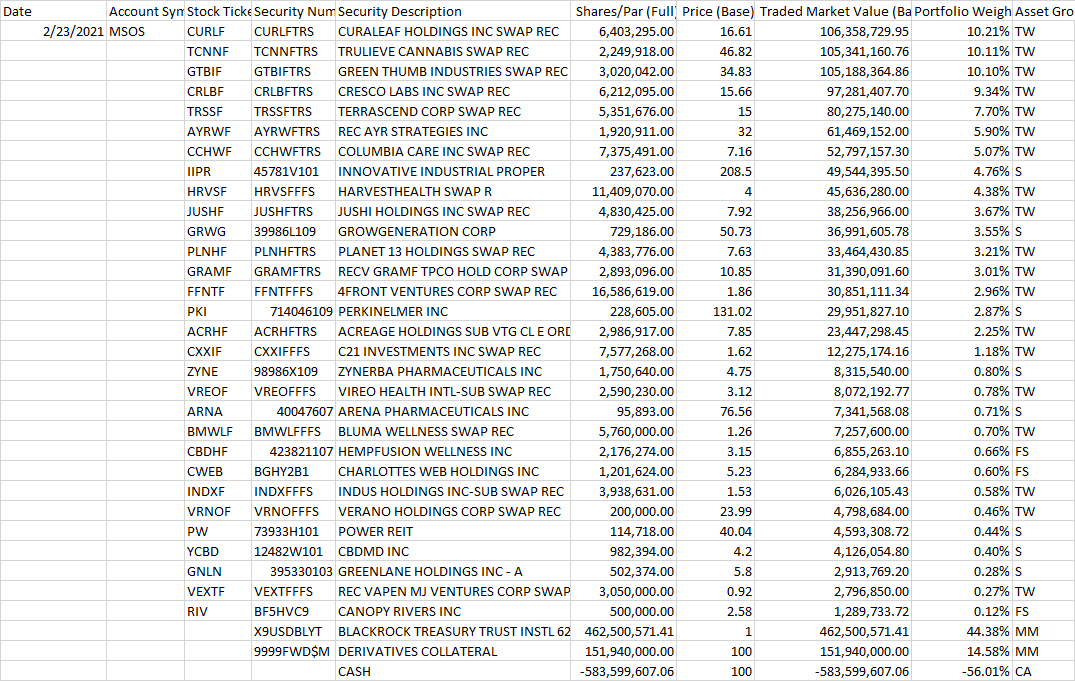 Date Account Sym Stock Ticke Security Num Security Description Shares/Par (Full) Price (Base) Traded Market Value (Ba Portfolio Weigh Asset Gro
2/23/2021 MSOS CURLF CURLFTRS CURALEAF HOLDINGS INC SWAP REC 6,403,295.00 16.61 106,358,729.95 10.21% TW
TCNNF TCNNFTRS TRULIEVE CANNABIS SWAP REC 2,249,918.00 46.82 105,341,160.76 10.11% TW
GTBIF GTBIFTRS GREEN THUMB INDUSTRIES SWAP REC 3,020,042.00 34.83 105,188,364.86 10.10% TW
CRLBF CRLBFTRS CRESCO LABS INC SWAP REC 6,212,095.00 15.66 97,281,407.70 9.34% TW
TRSSF TRSSFTRS TERRASCEND CORP SWAP REC 5,351,676.00 15 80,275,140.00 7.70% TW
AYRWF AYRWFTRS REC AYR STRATEGIES INC 1,920,911.00 32 61,469,152.00 5.90% TW
CCHWF CCHWFTRS COLUMBIA CARE INC SWAP REC 7,375,491.00 7.16 52,797,157.30 5.07% TW
IIPR 45781V101 INNOVATIVE INDUSTRIAL PROPER 237,623.00 208.5 49,544,395.50 4.76% S
HRVSF HRVSFFFS HARVESTHEALTH SWAP R 11,409,070.00 4 45,636,280.00 4.38% TW
JUSHF JUSHFTRS JUSHI HOLDINGS INC SWAP REC 4,830,425.00 7.92 38,256,966.00 3.67% TW
GRWG 39986L109 GROWGENERATION CORP 729,186.00 50.73 36,991,605.78 3.55% S
PLNHF PLNHFTRS PLANET 13 HOLDINGS SWAP REC 4,383,776.00 7.63 33,464,430.85 3.21% TW
GRAMF GRAMFTRS RECV GRAMF TPCO HOLD CORP SWAP 2,893,096.00 10.85 31,390,091.60 3.01% TW
FFNTF FFNTFFFS 4FRONT VENTURES CORP SWAP REC 16,586,619.00 1.86 30,851,111.34 2.96% TW
PKI 714046109 PERKINELMER INC 228,605.00 131.02 29,951,827.10 2.87% S
ACRHF ACRHFTRS ACREAGE HOLDINGS SUB VTG CL E ORD 2,986,917.00 7.85 23,447,298.45 2.25% TW
CXXIF CXXIFFFS C21 INVESTMENTS INC SWAP REC 7,577,268.00 1.62 12,275,174.16 1.18% TW
ZYNE 98986X109 ZYNERBA PHARMACEUTICALS INC 1,750,640.00 4.75 8,315,540.00 0.80% S
VREOF VREOFFFS VIREO HEALTH INTL-SUB SWAP REC 2,590,230.00 3.12 8,072,192.77 0.78% TW
ARNA 40047607 ARENA PHARMACEUTICALS INC 95,893.00 76.56 7,341,568.08 0.71% S
BMWLF BMWLFFFS BLUMA WELLNESS SWAP REC 5,760,000.00 1.26 7,257,600.00 0.70% TW
CBDHF 423821107 HEMPFUSION WELLNESS INC 2,176,274.00 3.15 6,855,263.10 0.66% FS
CWEB BGHY2B1 CHARLOTTES WEB HOLDINGS INC 1,201,624.00 5.23 6,284,933.66 0.60% FS
INDXF INDXFFFS INDUS HOLDINGS INC-SUB SWAP REC 3,938,631.00 1.53 6,026,105.43 0.58% TW
VRNOF VRNOFFFS VERANO HOLDINGS CORP SWAP REC 200,000.00 23.99 4,798,684.00 0.46% TW
PW 73933H101 POWER REIT 114,718.00 40.04 4,593,308.72 0.44% S
YCBD 12482W101 CBDMD INC 982,394.00 4.2 4,126,054.80 0.40% S
GNLN 395330103 GREENLANE HOLDINGS INC - A 502,374.00 5.8 2,913,769.20 0.28% S
VEXTF VEXTFFFS REC VAPEN MJ VENTURES CORP SWAP 3,050,000.00 0.92 2,796,850.00 0.27% TW
RIV BF5HVC9 CANOPY RIVERS INC 500,000.00 2.58 1,289,733.72 0.12% FS
X9USDBLYT BLACKROCK TREASURY TRUST INSTL 62 462,500,571.41 1 462,500,571.41 44.38% MM
9999FWD$M DERIVATIVES COLLATERAL 151,940,000.00 100 151,940,000.00 14.58% MM
CASH -583,599,607.06 100 -583,599,607.06 -56.01% CA